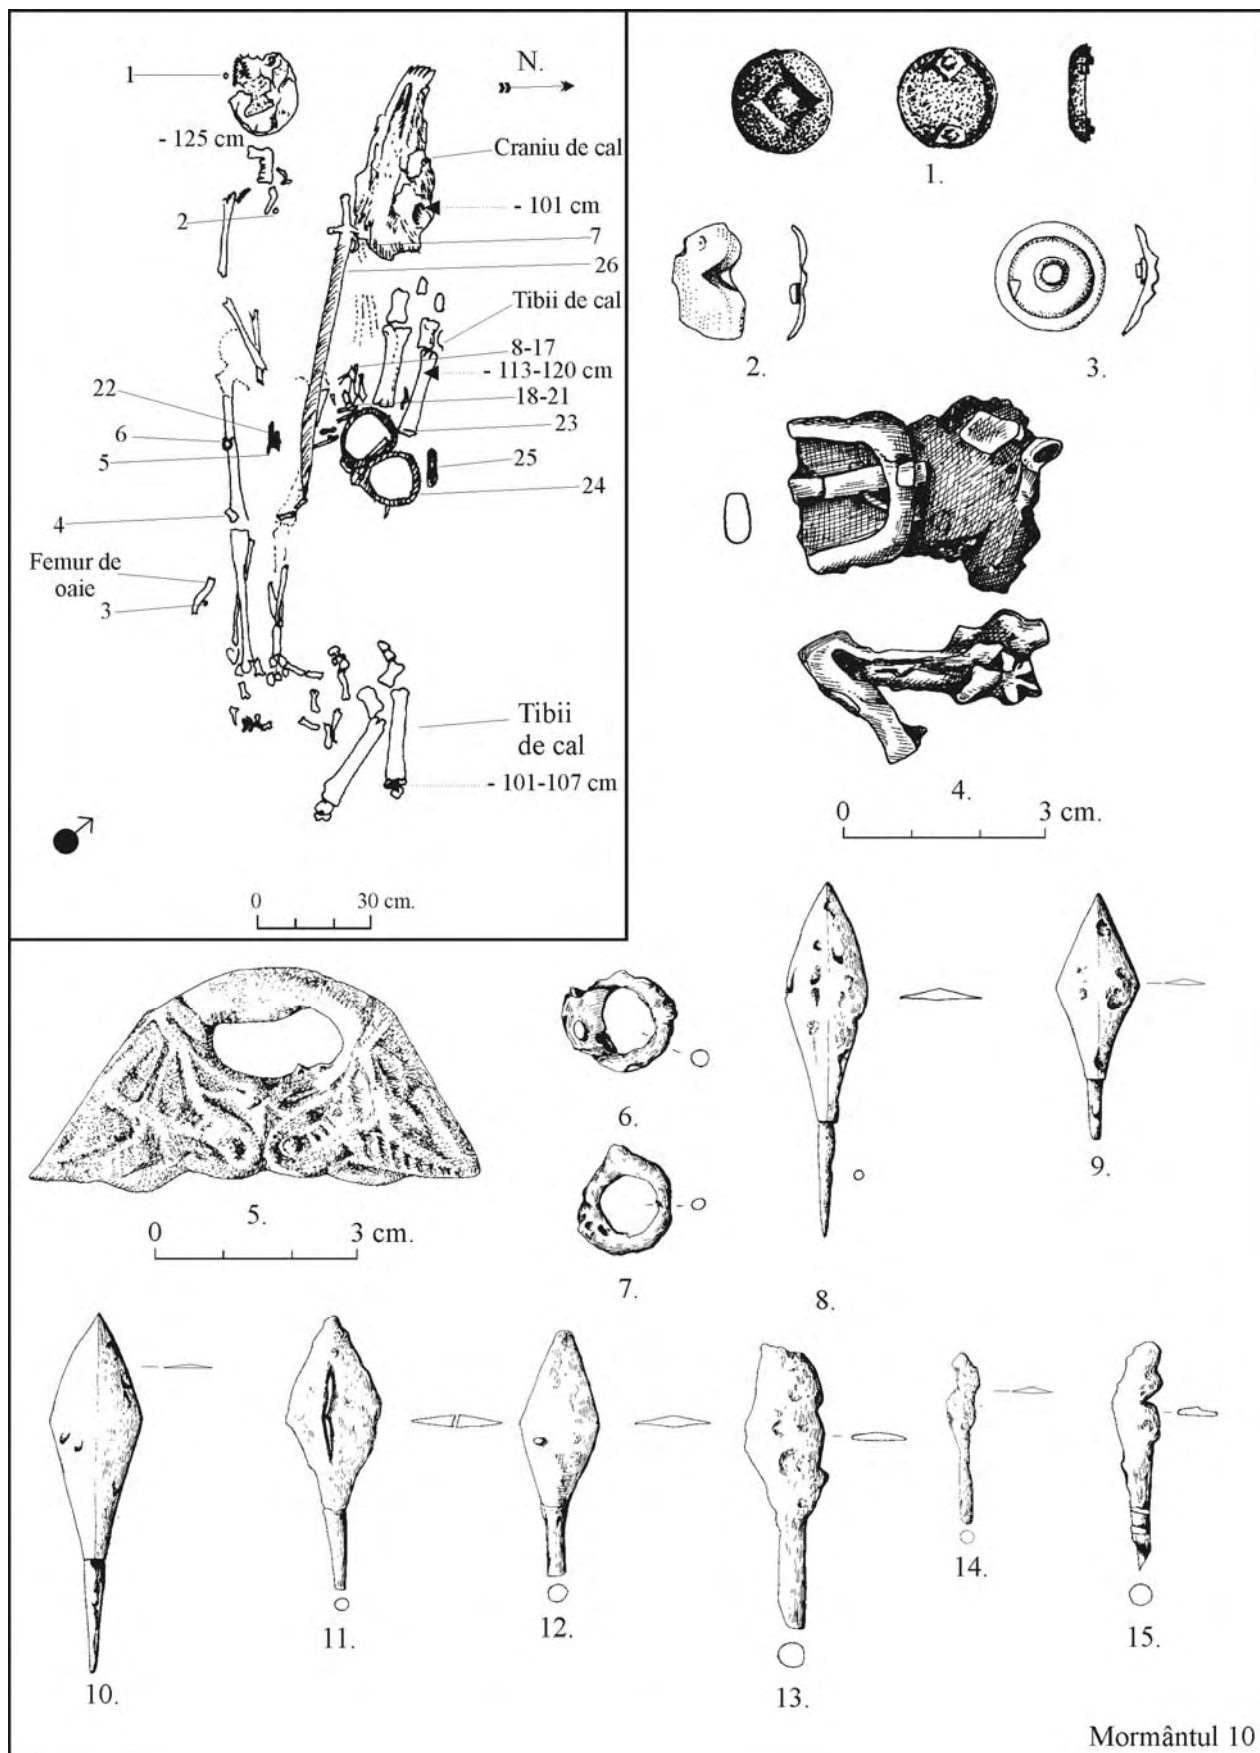 1
N.
- 125 cm
Craniu de cal
2
- 101 cm
7
26
Tibii de cal
8-17
- 113-120 cm
22
18-21
6
23
5
25
24
4
Femur de
oaie
3
Tibii
de cal
- 101-107 cm
0 30 cm.
1.
2.
3.
4.
0 3 cm.
5.
0 3 cm.
6.
7.
8.
9.
10.
11.
12.
13.
14.
15.
Mormântul 10